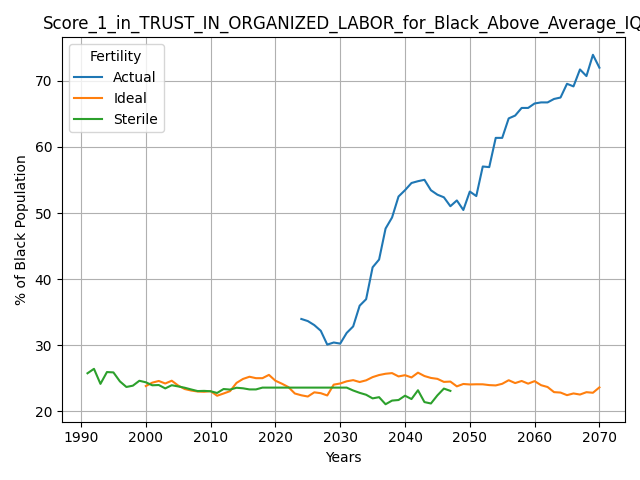 Score_1_in_TRUST_IN_ORGANIZED_LABOR_for_Black_Above_Average_IQ
Fertility
Actual
Ideal
Sterile
% of Black Population
70
60
50
40
30
20
1990 2000 2010 2020 2030 2040 2050 2060 2070
Years